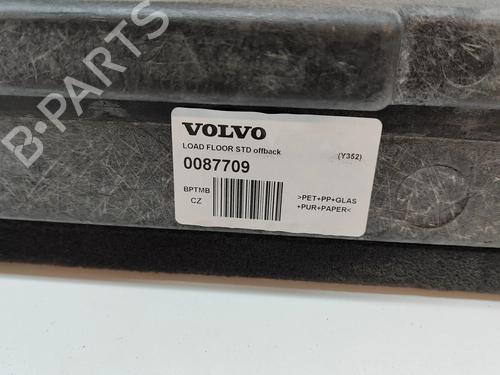 VOLVO
LOAD FLOOR STD offback (Y352)
0087709
BPTMB
CZ
>PET+PP+GLAS
+PUR+PAPER<
B-PARTS